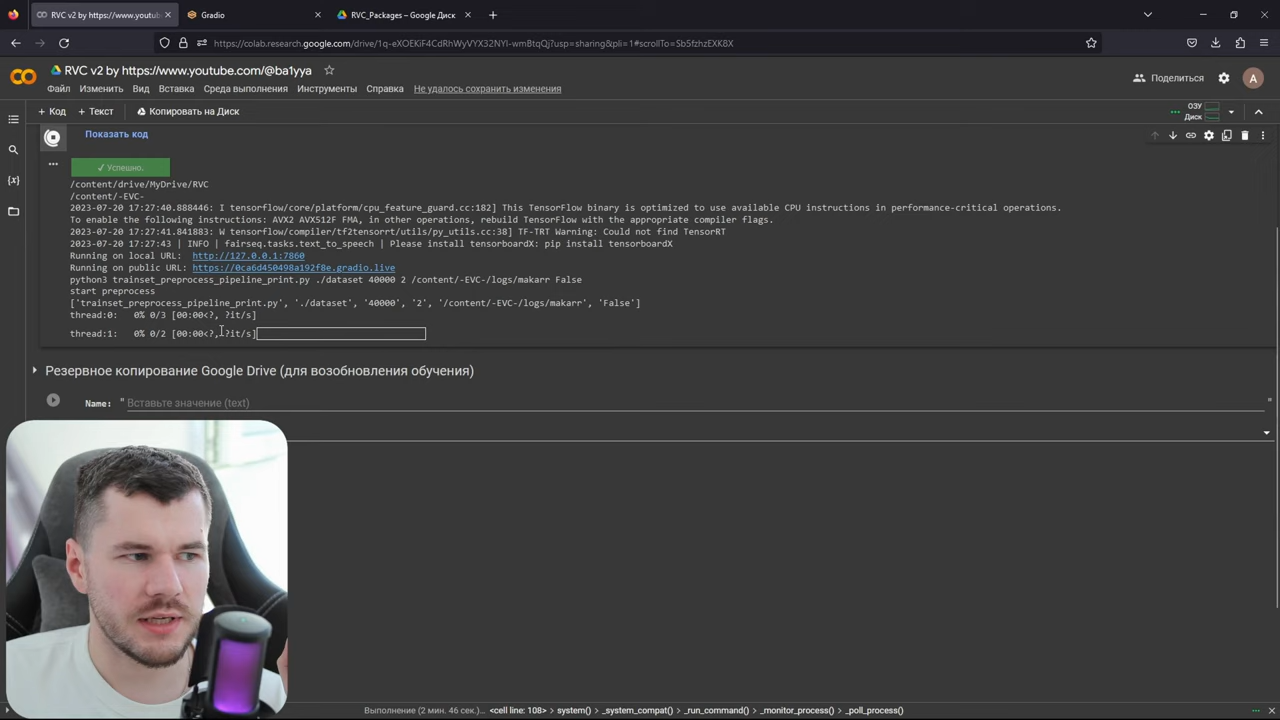 RVC v2 by https://www.youtub
Gradio
RVC_Packages – Google Диск
https://colab.research.google.com/drive/1q-eXOEKiF4CdRhWyVYX32NYI-wmBtqQj?usp=sharing&pli=1#scrollTo=Sb5fzhzEXK8X
RVC v2 by https://www.youtube.com/@ba1yya
Файл Изменить Вид Вставка Среда выполнения Инструменты Справка Не удалось сохранить изменения
Поделиться
A
+ Код + Текст Копировать на Диск
ОЗУ
Диск
Показать код
✓ Успешно.
/content/drive/MyDrive/RVC
/content/-EVC-
2023-07-20 17:27:40.888446: I tensorflow/core/platform/cpu_feature_guard.cc:182] This TensorFlow binary is optimized to use available CPU instructions in performance-critical operations.
To enable the following instructions: AVX2 AVX512F FMA, in other operations, rebuild TensorFlow with the appropriate compiler flags.
2023-07-20 17:27:41.841883: W tensorflow/compiler/tf2tensorrt/utils/py_utils.cc:38] TF-TRT Warning: Could not find TensorRT
2023-07-20 17:27:43 | INFO | fairseq.tasks.text_to_speech | Please install tensorboardX: pip install tensorboardX
Running on local URL: http://127.0.0.1:7860
Running on public URL: https://0ca6d450498a192f8e.gradio.live
python3 trainset_preprocess_pipeline_print.py ./dataset 40000 2 /content/-EVC-/logs/makarr False
start preprocess
['trainset_preprocess_pipeline_print.py', './dataset', '40000', '2', '/content/-EVC-/logs/makarr', 'False']
thread:0: 0% 0/3 [00:00<?, ?it/s]
thread:1: 0% 0/2 [00:00<?, ?it/s]
Резервное копирование Google Drive (для возобновления обучения)
Name: " Вставьте значение (text) "
Выполнение (2 мин. 46 сек.) <cell line: 108> system() _system_compat() _run_command() _monitor_process() _poll_process()